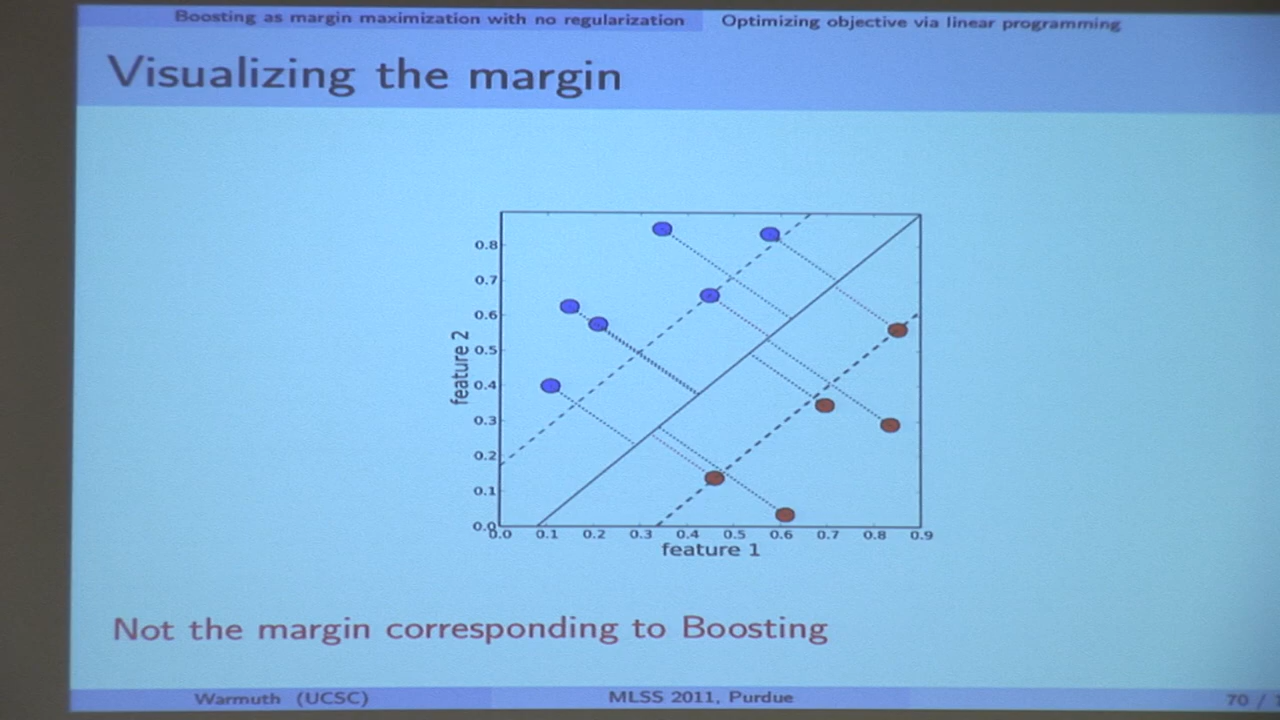 Boosting as margin maximization with no regularization Optimizing objective via linear programming
Visualizing the margin
0.8
0.7
0.6
0.5
0.4
0.3
0.2
0.1
0.0
feature 2
0.0 0.1 0.2 0.3 0.4 0.5 0.6 0.7 0.8 0.9
feature 1
Not the margin corresponding to Boosting
Warmuth (UCSC) MLSS 2011, Purdue 70 /